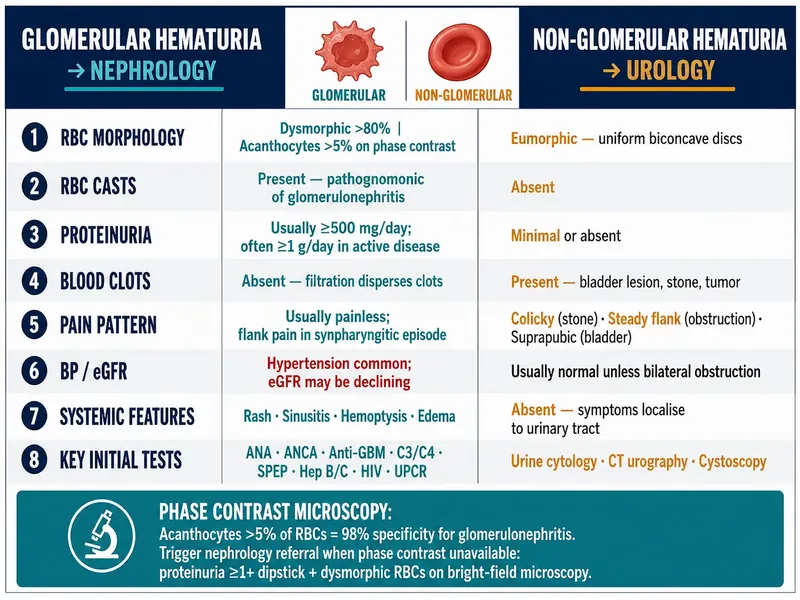 GLOMERULAR HEMATURIA
→ NEPHROLOGY
GLOMERULAR
NON-GLOMERULAR
NON-GLOMERULAR HEMATURIA
→ UROLOGY
1 RBC MORPHOLOGY
Dysmorphic >80% |
Acanthocytes >5% on phase contrast
Eumorphic — uniform biconcave discs
2 RBC CASTS
Present — pathognomonic
of glomerulonephritis
Absent
3 PROTEINURIA
Usually ≥500 mg/day;
often ≥1 g/day in active disease
Minimal or absent
4 BLOOD CLOTS
Absent — filtration disperses clots
Present — bladder lesion, stone, tumor
5 PAIN PATTERN
Usually painless;
flank pain in synpharyngitic episode
Colicky (stone) · Steady flank (obstruction) ·
Suprapubic (bladder)
6 BP / eGFR
Hypertension common;
eGFR may be declining
Usually normal unless bilateral obstruction
7 SYSTEMIC FEATURES
Rash · Sinusitis · Hemoptysis · Edema
Absent — symptoms localise
to urinary tract
8 KEY INITIAL TESTS
ANA · ANCA · Anti-GBM · C3/C4 ·
SPEP · Hep B/C · HIV · UPCR
Urine cytology · CT urography · Cystoscopy
PHASE CONTRAST MICROSCOPY:
Acanthocytes >5% of RBCs = 98% specificity for glomerulonephritis.
Trigger nephrology referral when phase contrast unavailable:
proteinuria ≥1+ dipstick + dysmorphic RBCs on bright-field microscopy.